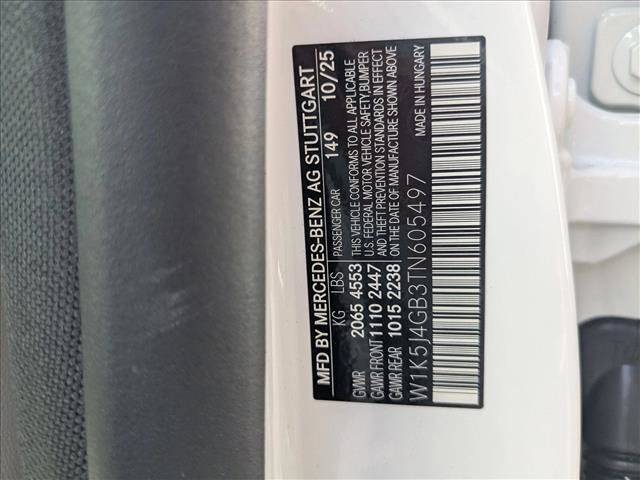 MFD BY MERCEDES-BENZ AG STUTTGART
KG LBS PASSENGER CAR 149 10/25
GVWR 2065 4553 THIS VEHICLE CONFORMS TO ALL APPLICABLE
GAWR FRONT 1110 2447 U.S. FEDERAL MOTOR VEHICLE SAFETY,BUMPER
AND THEFT PREVENTION STANDARDS IN EFFECT
GAWR REAR 1015 2238 ON THE DATE OF MANUFACTURE SHOWN ABOVE
W1K5J4GB3TN605497 MADE IN HUNGARY